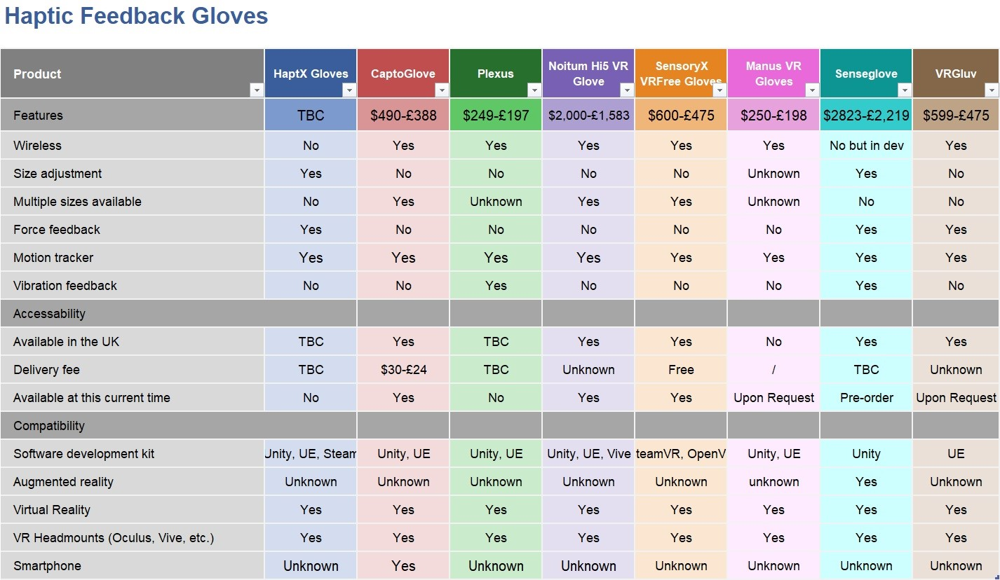 Haptic Feedback Gloves
Product HaptX Gloves CaptoGlove Plexus Noitum Hi5 VR Glove SensoryX VRFree Gloves Manus VR Gloves Senseglove VRGluv
Features TBC $490-£388 $249-£197 $2,000-£1,583 $600-£475 $250-£198 $2823-£2,219 $599-£475
Wireless No Yes Yes Yes Yes Yes No but in dev Yes
Size adjustment Yes No No No No Unknown Yes No
Multiple sizes available No Yes Unknown Yes Yes Unknown No No
Force feedback Yes No No No No No Yes Yes
Motion tracker Yes Yes Yes Yes Yes Yes Yes Yes
Vibration feedback No No Yes No No No Yes No
Accessability
Available in the UK TBC Yes TBC Yes Yes No Yes Yes
Delivery fee TBC $30-£24 TBC Unknown Free / TBC Unknown
Available at this current time No Yes No Yes Yes Upon Request Pre-order Upon Request
Compatibility
Software development kit Unity, UE, Steam Unity, UE Unity, UE Unity, UE, Vive teamVR, OpenV Unity, UE Unity UE
Augmented reality Unknown Unknown Unknown Unknown Unknown unknown Yes Unknown
Virtual Reality Yes Yes Yes Yes Yes Yes Yes Yes
VR Headmounts (Oculus, Vive, etc.) Yes Yes Yes Yes Yes Yes Yes Yes
Smartphone Unknown Yes Unknown Unknown Unknown Unknown Unknown Unknown